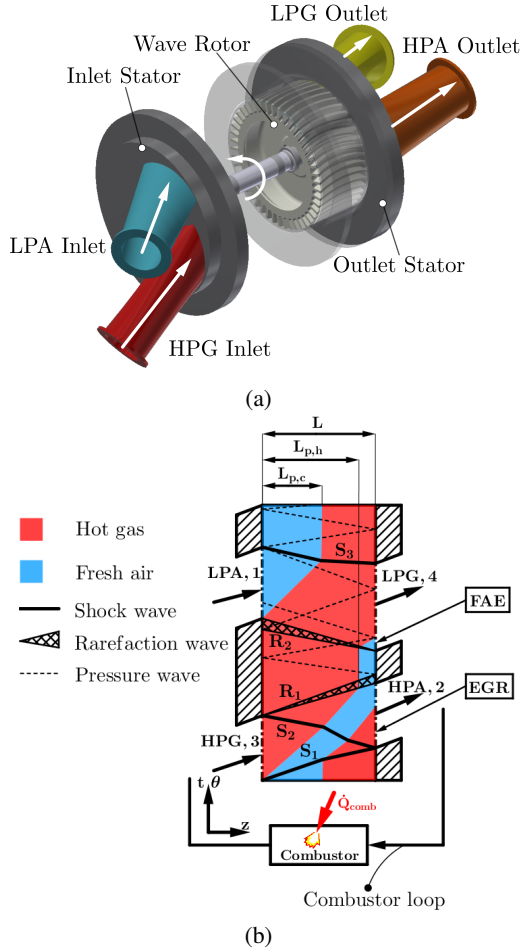 LPG Outlet
HPA Outlet
Wave Rotor
Inlet Stator
LPA Inlet
Outlet Stator
HPG Inlet
(a)
L
Lp,h
Lp,c
Hot gas
Fresh air
Shock wave
Rarefaction wave
Pressure wave
S3
LPA, 1
LPG, 4
FAE
R2
R1
HPA, 2
EGR
S2
HPG, 3
S1
t, θ
z
Q̇comb
Combustor
Combustor loop
(b)